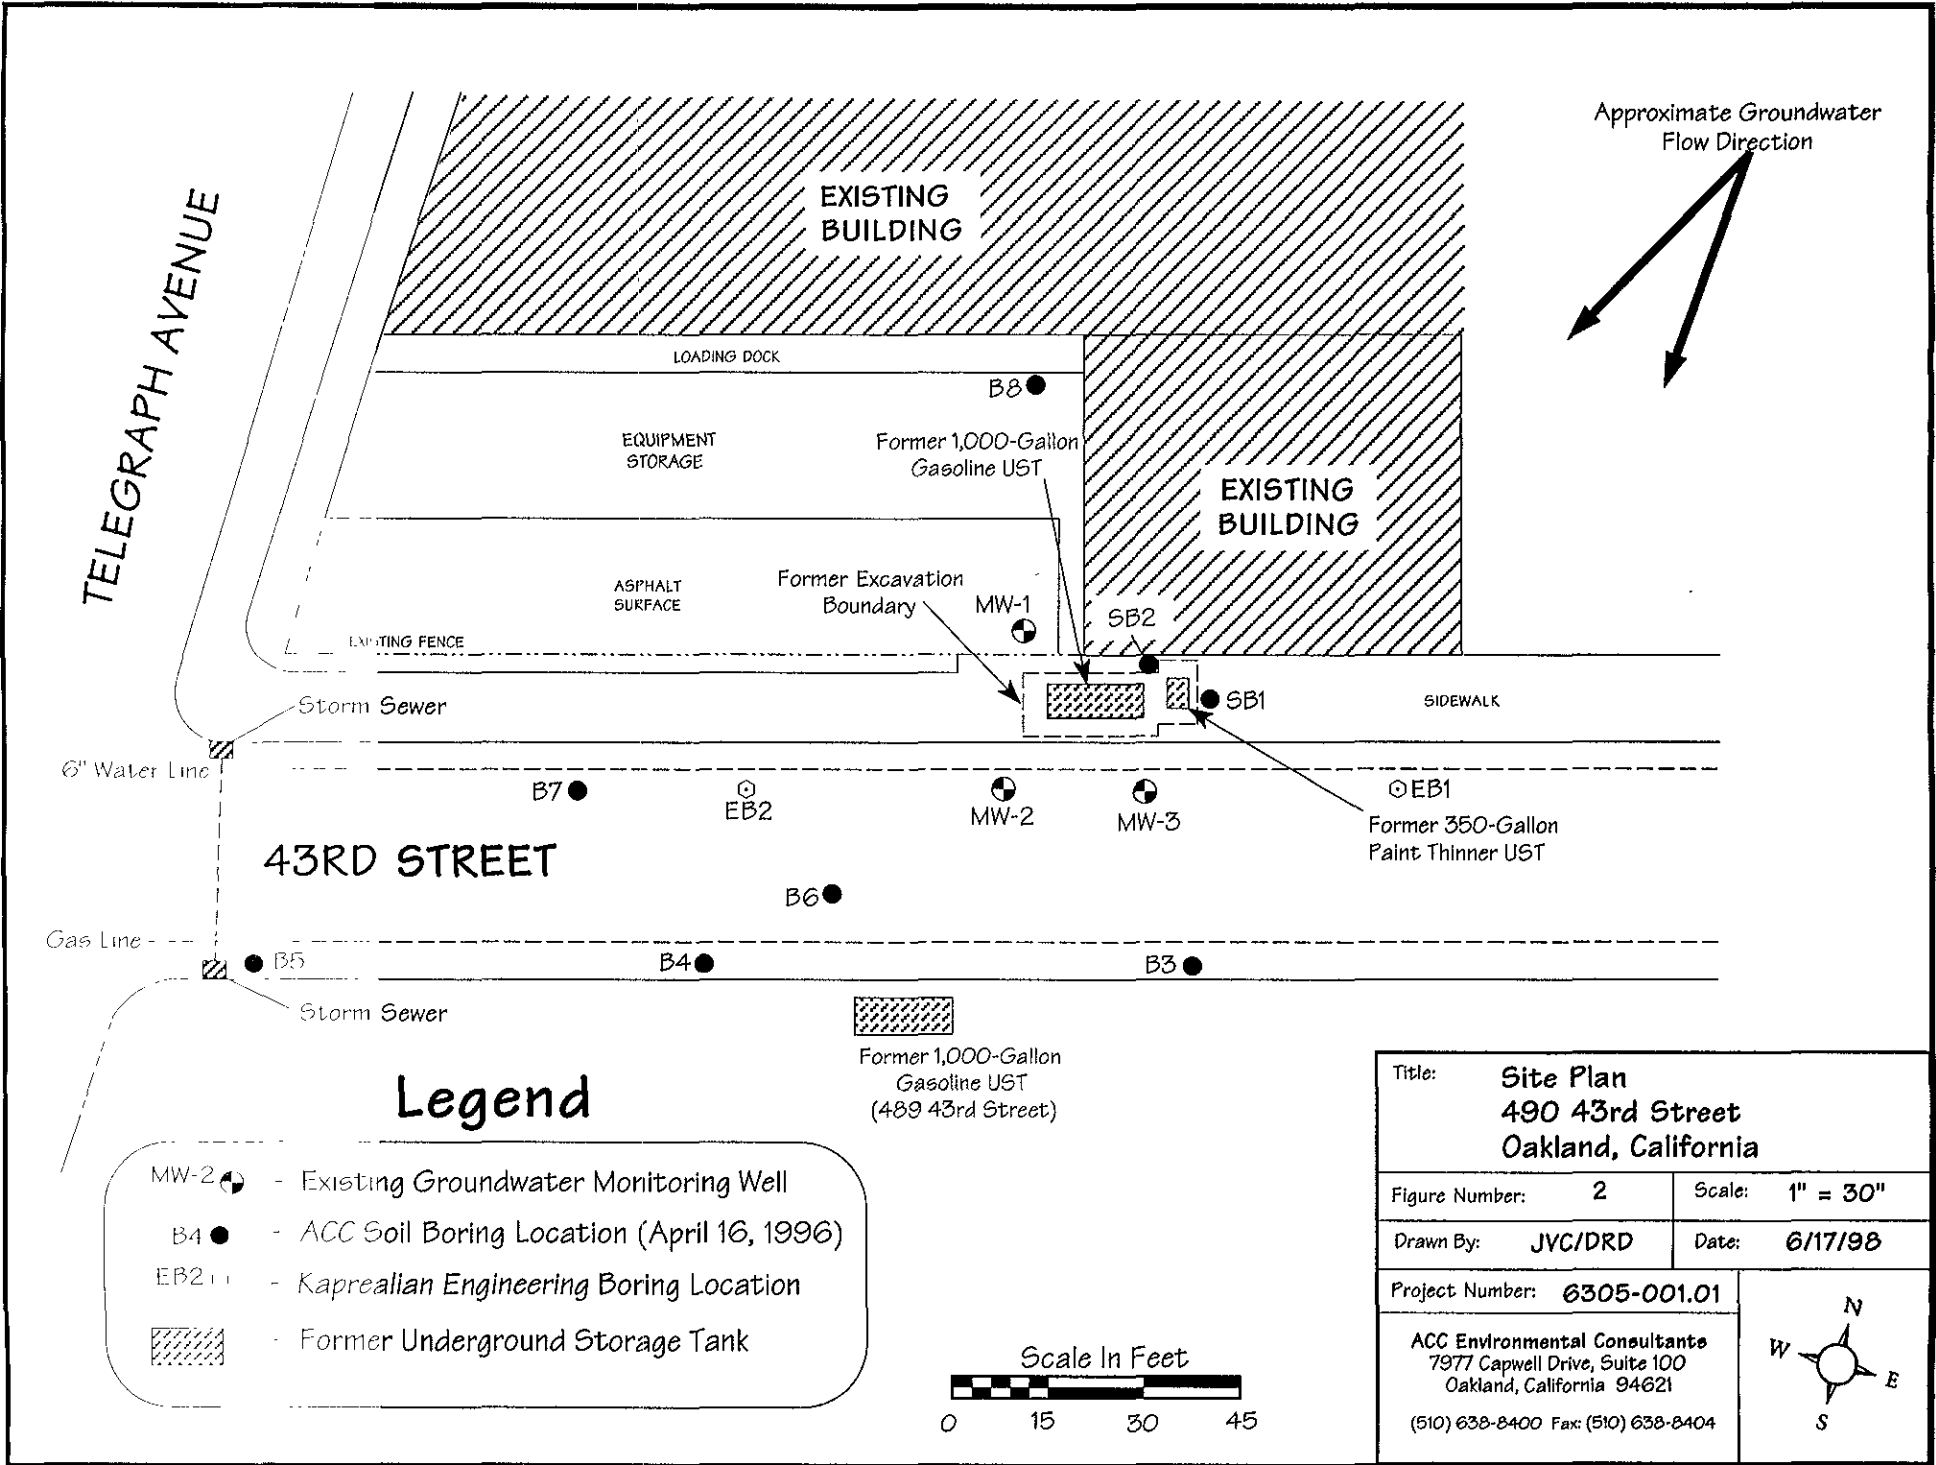 Approximate Groundwater
Flow Direction
EXISTING
BUILDING
TELEGRAPH AVENUE
LOADING DOCK
B8
EQUIPMENT
STORAGE
Former 1,000-Gallon
Gasoline UST
EXISTING
BUILDING
ASPHALT
SURFACE
Former Excavation
Boundary
MW-1
SB2
FENCE
Storm Sewer
SB1
SIDEWALK
6" Water Line
B7
EB2
MW-2
MW-3
EB1
Former 350-Gallon
Paint Thinner UST
43RD STREET
B6
Gas Line
B5
B4
B3
Storm Sewer
Former 1,000-Gallon
Gasoline UST
(489 43rd Street)
Legend
MW-2 - Existing Groundwater Monitoring Well
B4 - ACC Soil Boring Location (April 16, 1996)
EB2 - Kaprealian Engineering Boring Location
- Former Underground Storage Tank
Scale In Feet
0 15 30 45
Title: Site Plan
490 43rd Street
Oakland, California
Figure Number: 2 Scale: 1" = 30"
Drawn By: JVC/DRD Date: 6/17/98
Project Number: 6305-001.01
ACC Environmental Consultants
7977 Capwell Drive, Suite 100
Oakland, California 94621
(510) 638-8400 Fax: (510) 638-8404
N
W
E
S